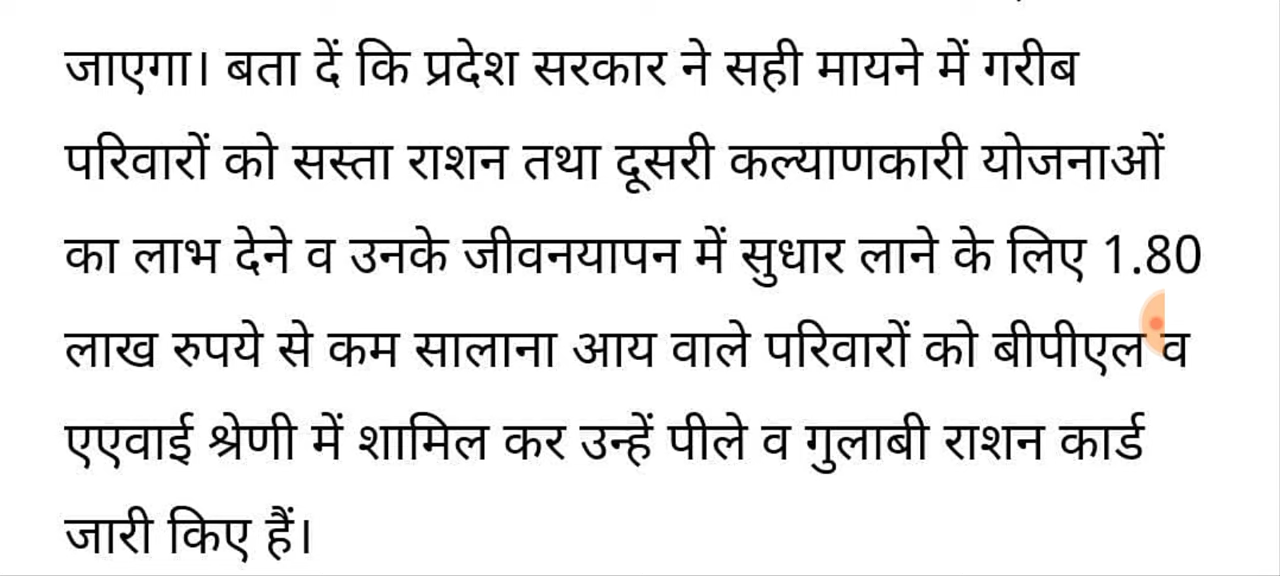 जाएगा। बता दें कि प्रदेश सरकार ने सही मायने में गरीब
परिवारों को सस्ता राशन तथा दूसरी कल्याणकारी योजनाओं
का लाभ देने व उनके जीवनयापन में सुधार लाने के लिए 1.80
लाख रुपये से कम सालाना आय वाले परिवारों को बीपीएल व
एएवाई श्रेणी में शामिल कर उन्हें पीले व गुलाबी राशन कार्ड
जारी किए हैं।